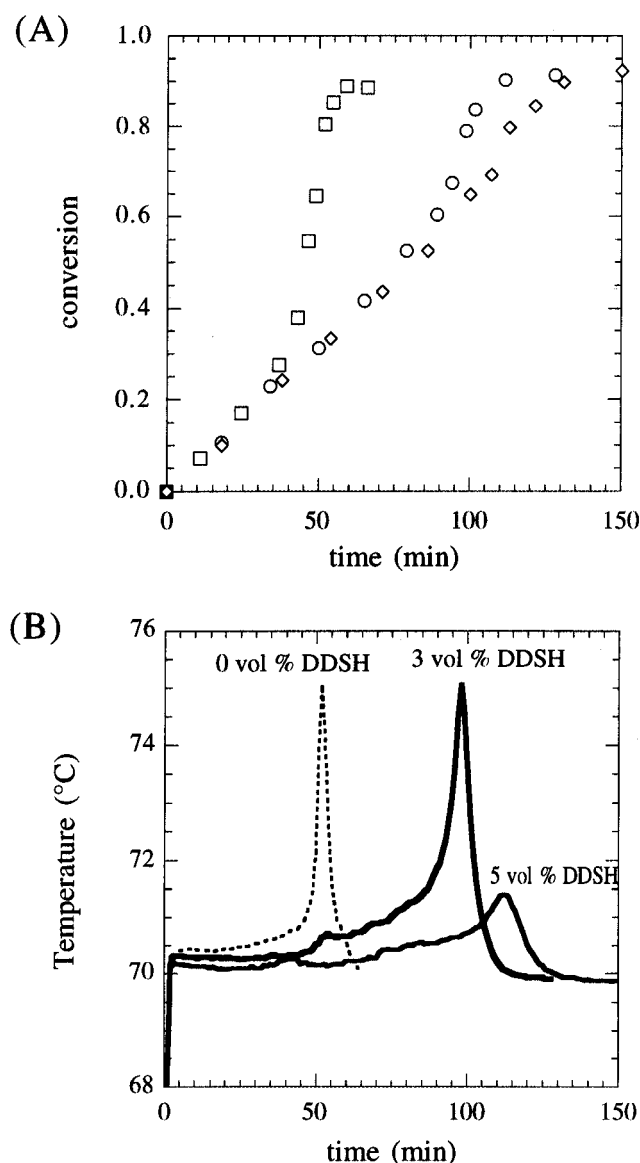 (A)
1.0
0.8
0.6
0.4
0.2
0.0
conversion
0 50 100 150
time (min)
(B)
76
74
72
70
68
Temperature (°C)
0 vol % DDSH
3 vol % DDSH
5 vol % DDSH
0 50 100 150
time (min)